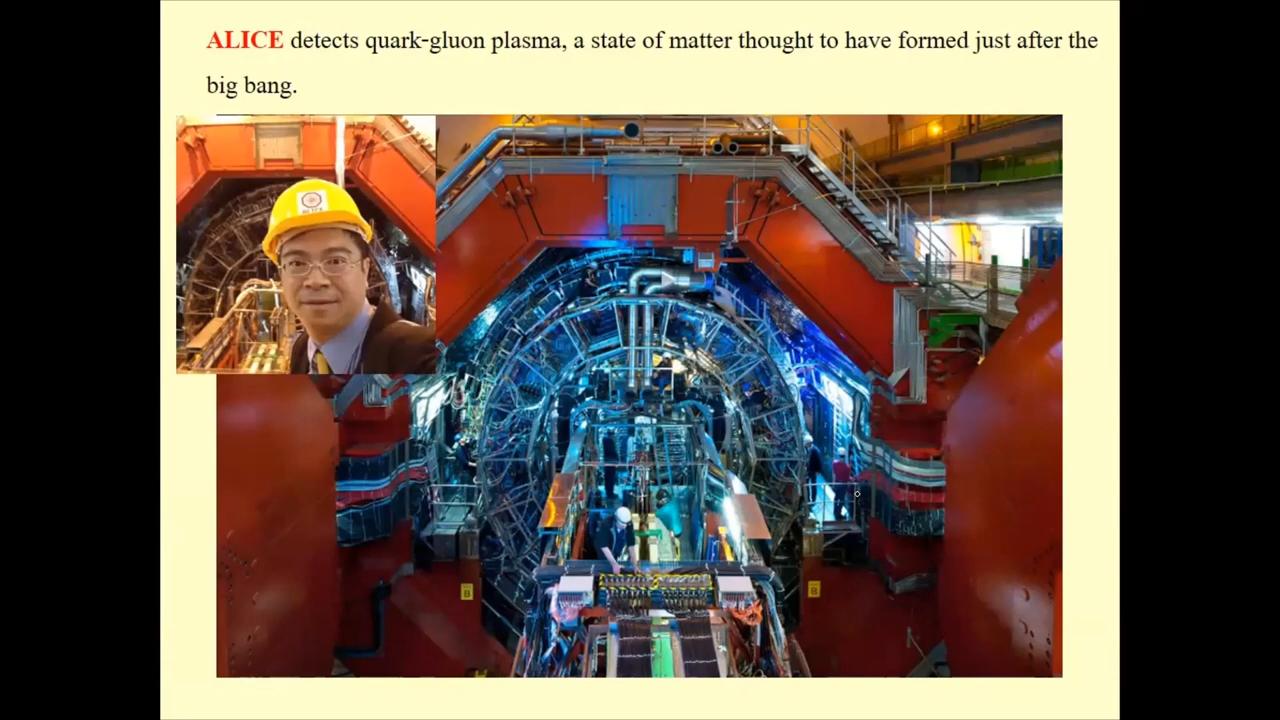 ALICE detects quark-gluon plasma, a state of matter thought to have formed just after the
big bang.
B
B